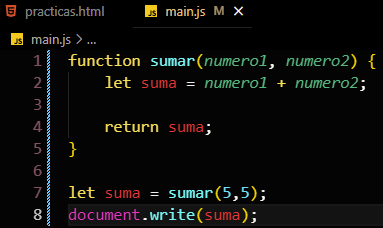 practicas.html
main.js M ×
JS main.js > ...
1 function sumar(numero1, numero2) {
2 let suma = numero1 + numero2;
3
4 return suma;
5 }
6
7 let suma = sumar(5,5);
8 document.write(suma);